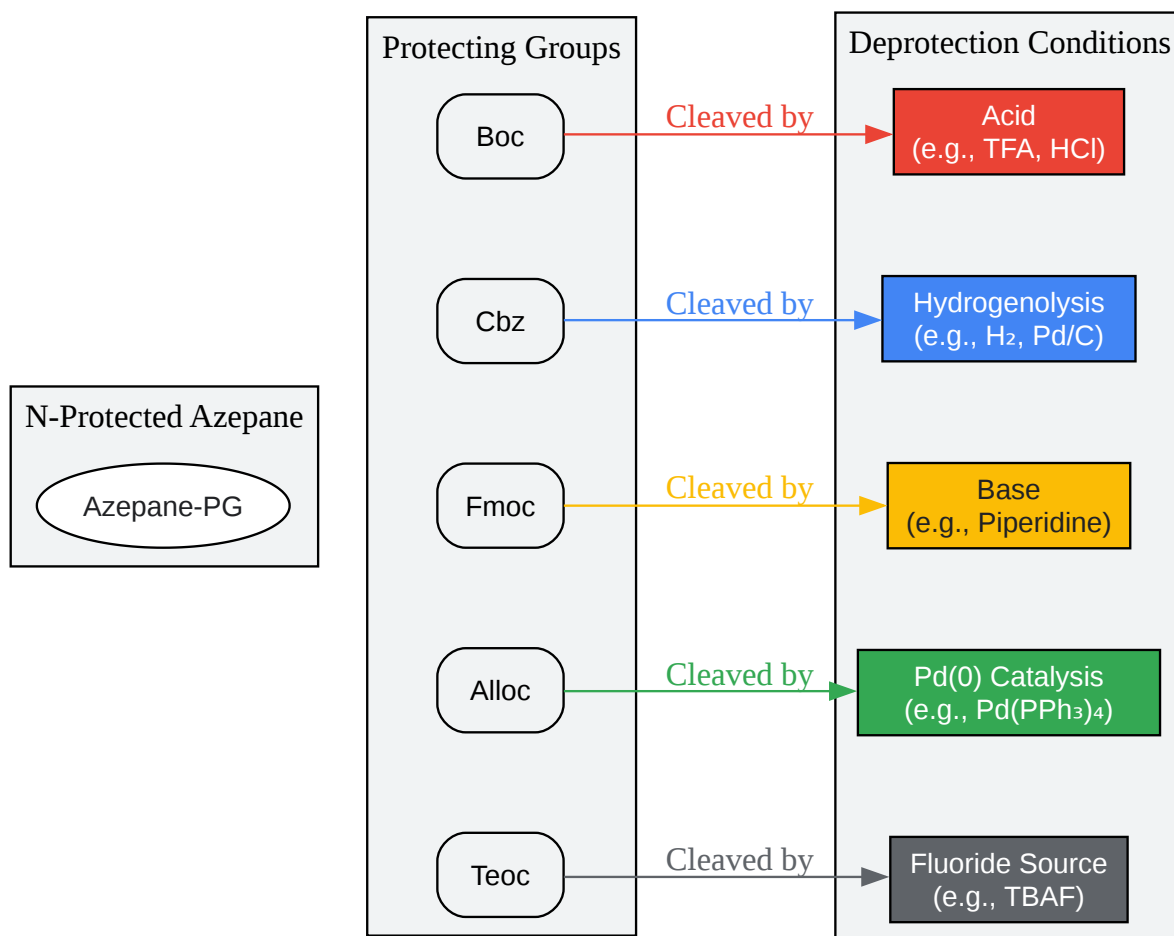 Protecting Groups
Deprotection Conditions
Boc
Cleaved by
Acid
(e.g., TFA, HCl)
Cbz
Cleaved by
Hydrogenolysis
(e.g., H₂, Pd/C)
N-Protected Azepane
Azepane-PG
Fmoc
Cleaved by
Base
(e.g., Piperidine)
Alloc
Cleaved by
Pd(0) Catalysis
(e.g., Pd(PPh₃)₄)
Teoc
Cleaved by
Fluoride Source
(e.g., TBAF)